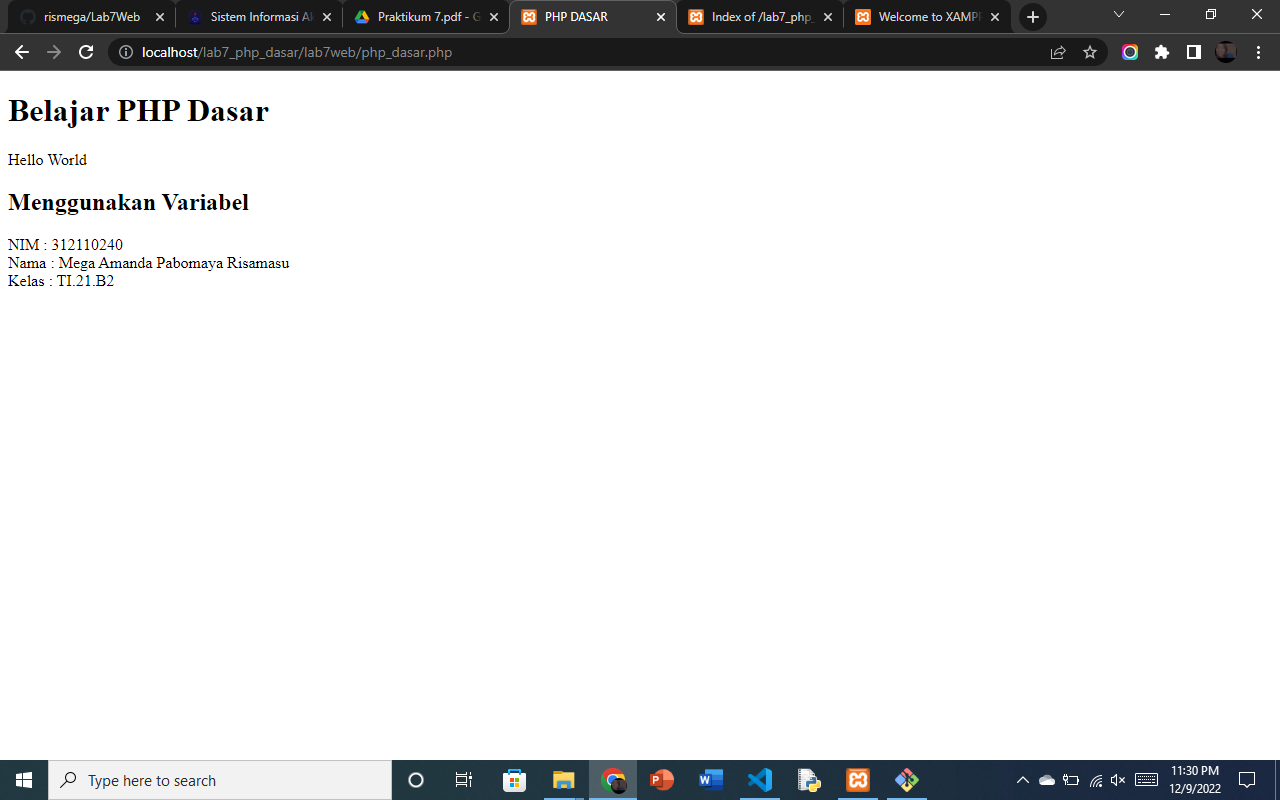 rismega/Lab7Web
Sistem Informasi Al
Praktikum 7.pdf - G
PHP DASAR
Index of /lab7_php_
Welcome to XAMPP
localhost/lab7_php_dasar/lab7web/php_dasar.php
Belajar PHP Dasar
Hello World
Menggunakan Variabel
NIM : 312110240
Nama : Mega Amanda Pabomaya Risamasu
Kelas : TI.21.B2
Type here to search
11:30 PM
12/9/2022